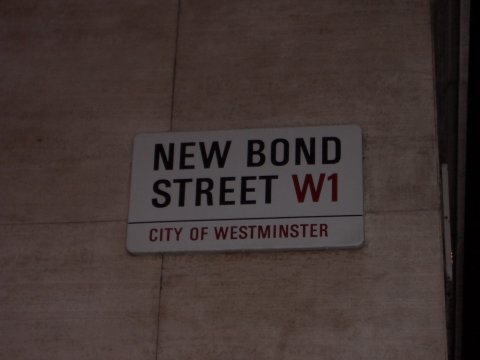 NEW BOND
STREET W1
CITY OF WESTMINSTER